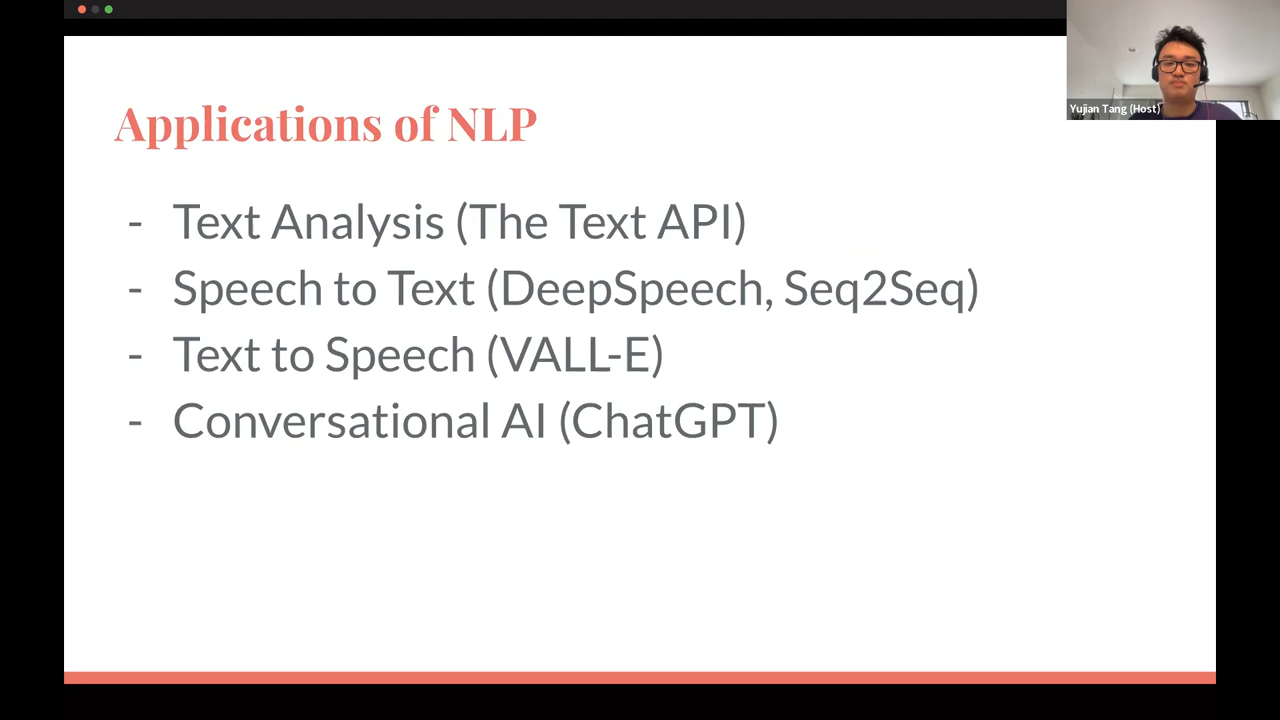 Applications of NLP
- Text Analysis (The Text API)
- Speech to Text (DeepSpeech, Seq2Seq)
- Text to Speech (VALL-E)
- Conversational AI (ChatGPT)
Yujian Tang (Host)